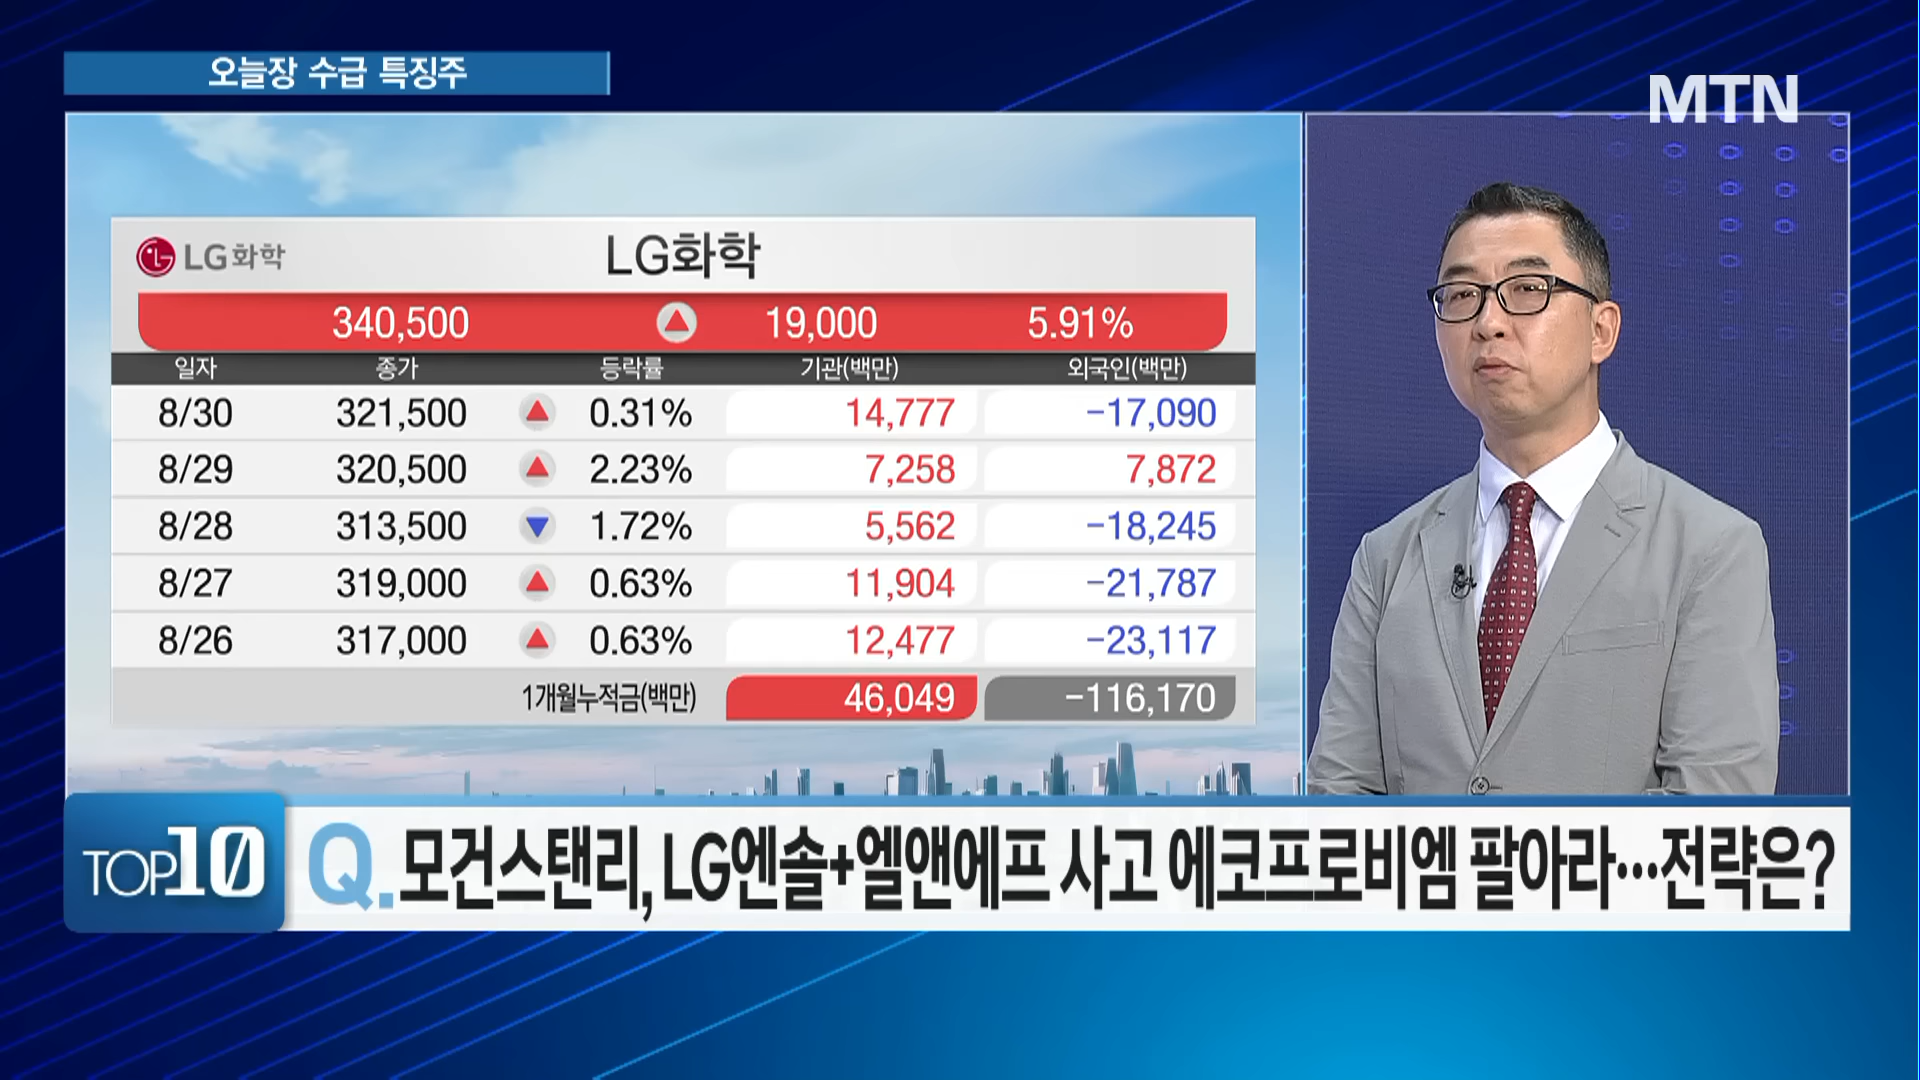 오늘장 수급 특징주
MTN
LG화학
LG화학
340,500 ▲ 19,000 5.91%
일자 종가 등락률 기관(백만) 외국인(백만)
8/30 321,500 ▲ 0.31% 14,777 -17,090
8/29 320,500 ▲ 2.23% 7,258 7,872
8/28 313,500 ▼ 1.72% 5,562 -18,245
8/27 319,000 ▲ 0.63% 11,904 -21,787
8/26 317,000 ▲ 0.63% 12,477 -23,117
1개월누적금(백만) 46,049 -116,170
TOP10
Q. 모건스탠리, LG엔솔+엘앤에프 사고 에코프로비엠 팔아라…전략은?